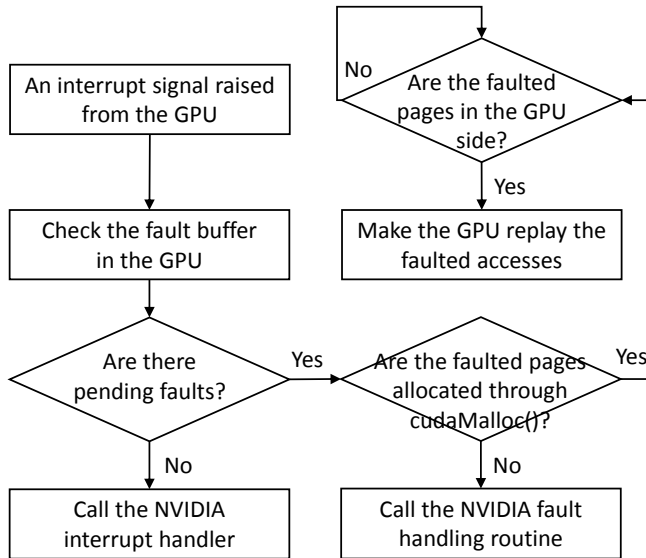 An interrupt signal raised
from the GPU
Check the fault buffer
in the GPU
Are there
pending faults?
Yes
No
Call the NVIDIA
interrupt handler
Are the faulted pages
allocated through
cudaMalloc()?
Yes
No
Call the NVIDIA fault
handling routine
Are the faulted
pages in the GPU
side?
No
Yes
Make the GPU replay the
faulted accesses